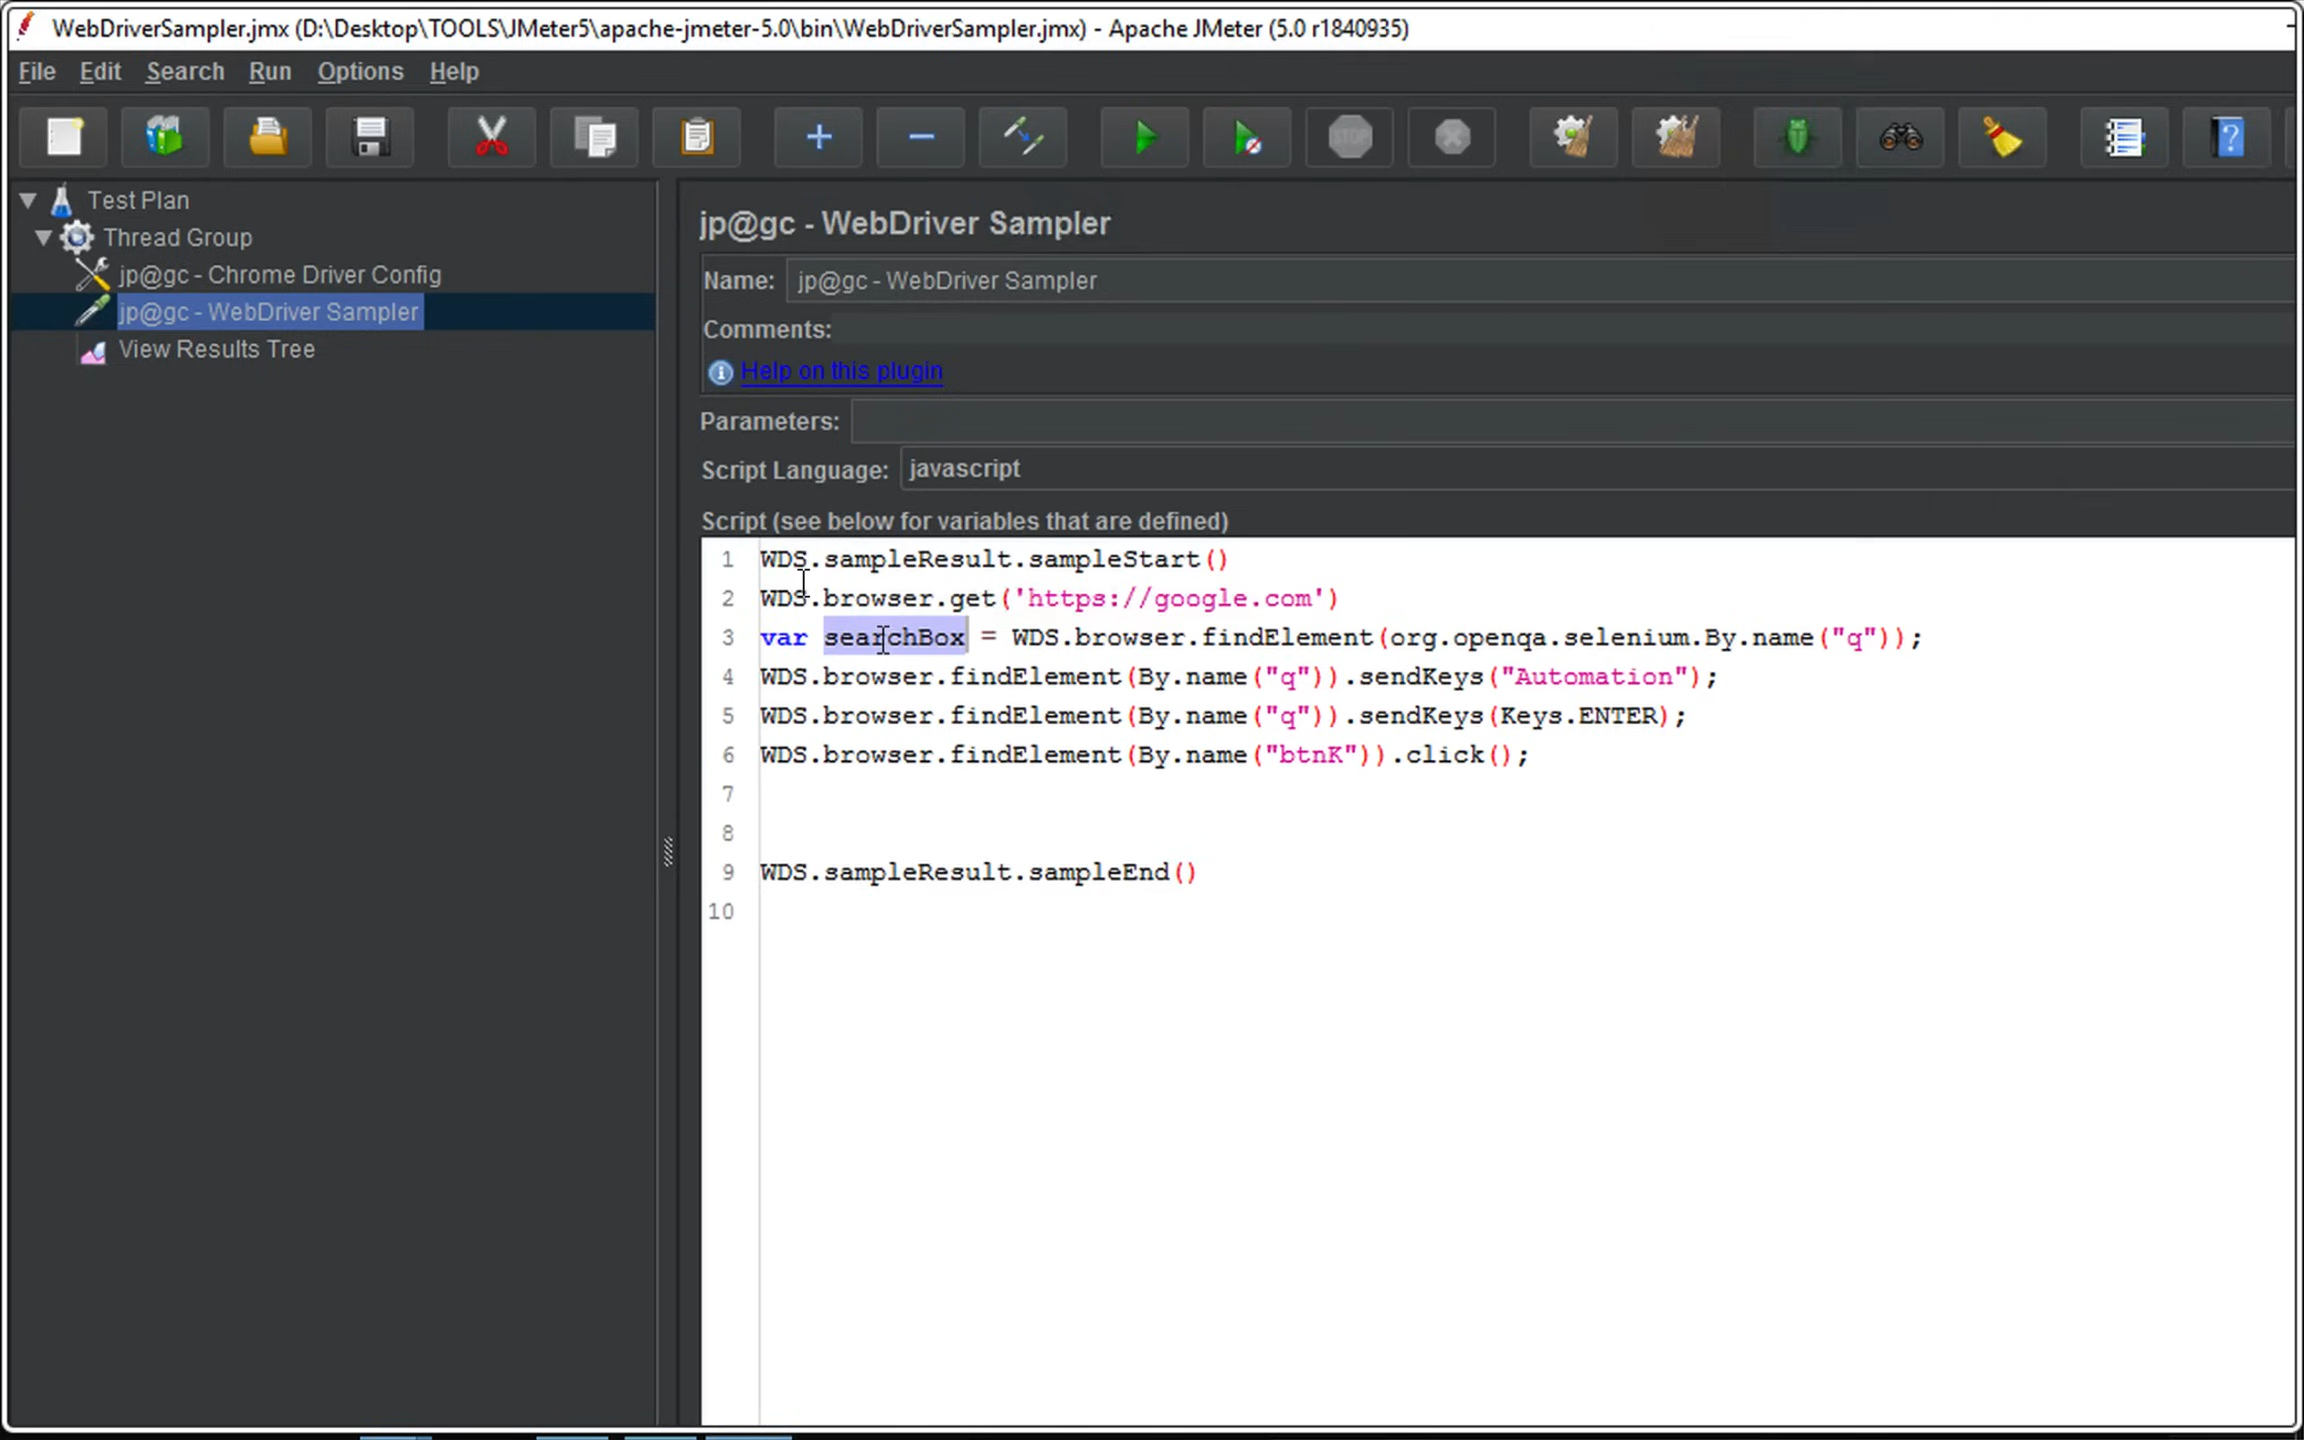 WebDriverSampler.jmx (D:\Desktop\TOOLS\JMeter5\apache-jmeter-5.0\bin\WebDriverSampler.jmx) - Apache JMeter (5.0 r1840935)
File Edit Search Run Options Help
STOP
Test Plan
Thread Group
jp@gc - Chrome Driver Config
jp@gc - WebDriver Sampler
View Results Tree
jp@gc - WebDriver Sampler
Name: jp@gc - WebDriver Sampler
Comments:
Help on this plugin
Parameters:
Script Language: javascript
Script (see below for variables that are defined)
1 WDS.sampleResult.sampleStart()
2 WDS.browser.get('https://google.com')
3 var searchBox = WDS.browser.findElement(org.openqa.selenium.By.name("q"));
4 WDS.browser.findElement(By.name("q")).sendKeys("Automation");
5 WDS.browser.findElement(By.name("q")).sendKeys(Keys.ENTER);
6 WDS.browser.findElement(By.name("btnK")).click();
7
8
9 WDS.sampleResult.sampleEnd()
10